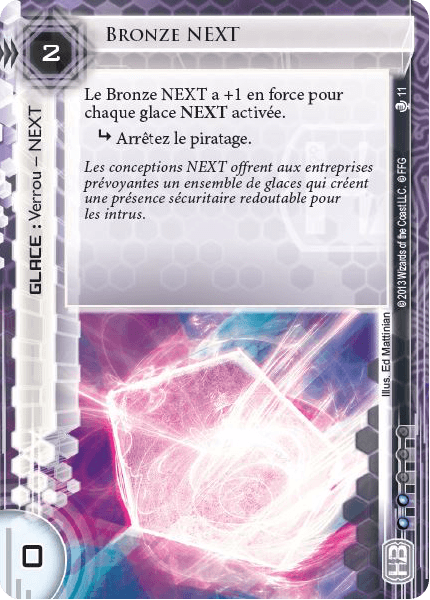 2
BRONZE NEXT
GLACE : Verrou – NEXT
Le Bronze NEXT a +1 en force pour
chaque glace NEXT activée.
↳ Arrêtez le piratage.
Les conceptions NEXT offrent aux entreprises
prévoyantes un ensemble de glaces qui créent
une présence sécuritaire redoutable pour
les intrus.
11
© 2013 Wizards of the Coast LLC. © FFG
Illus. Ed Mattinian
0
HB